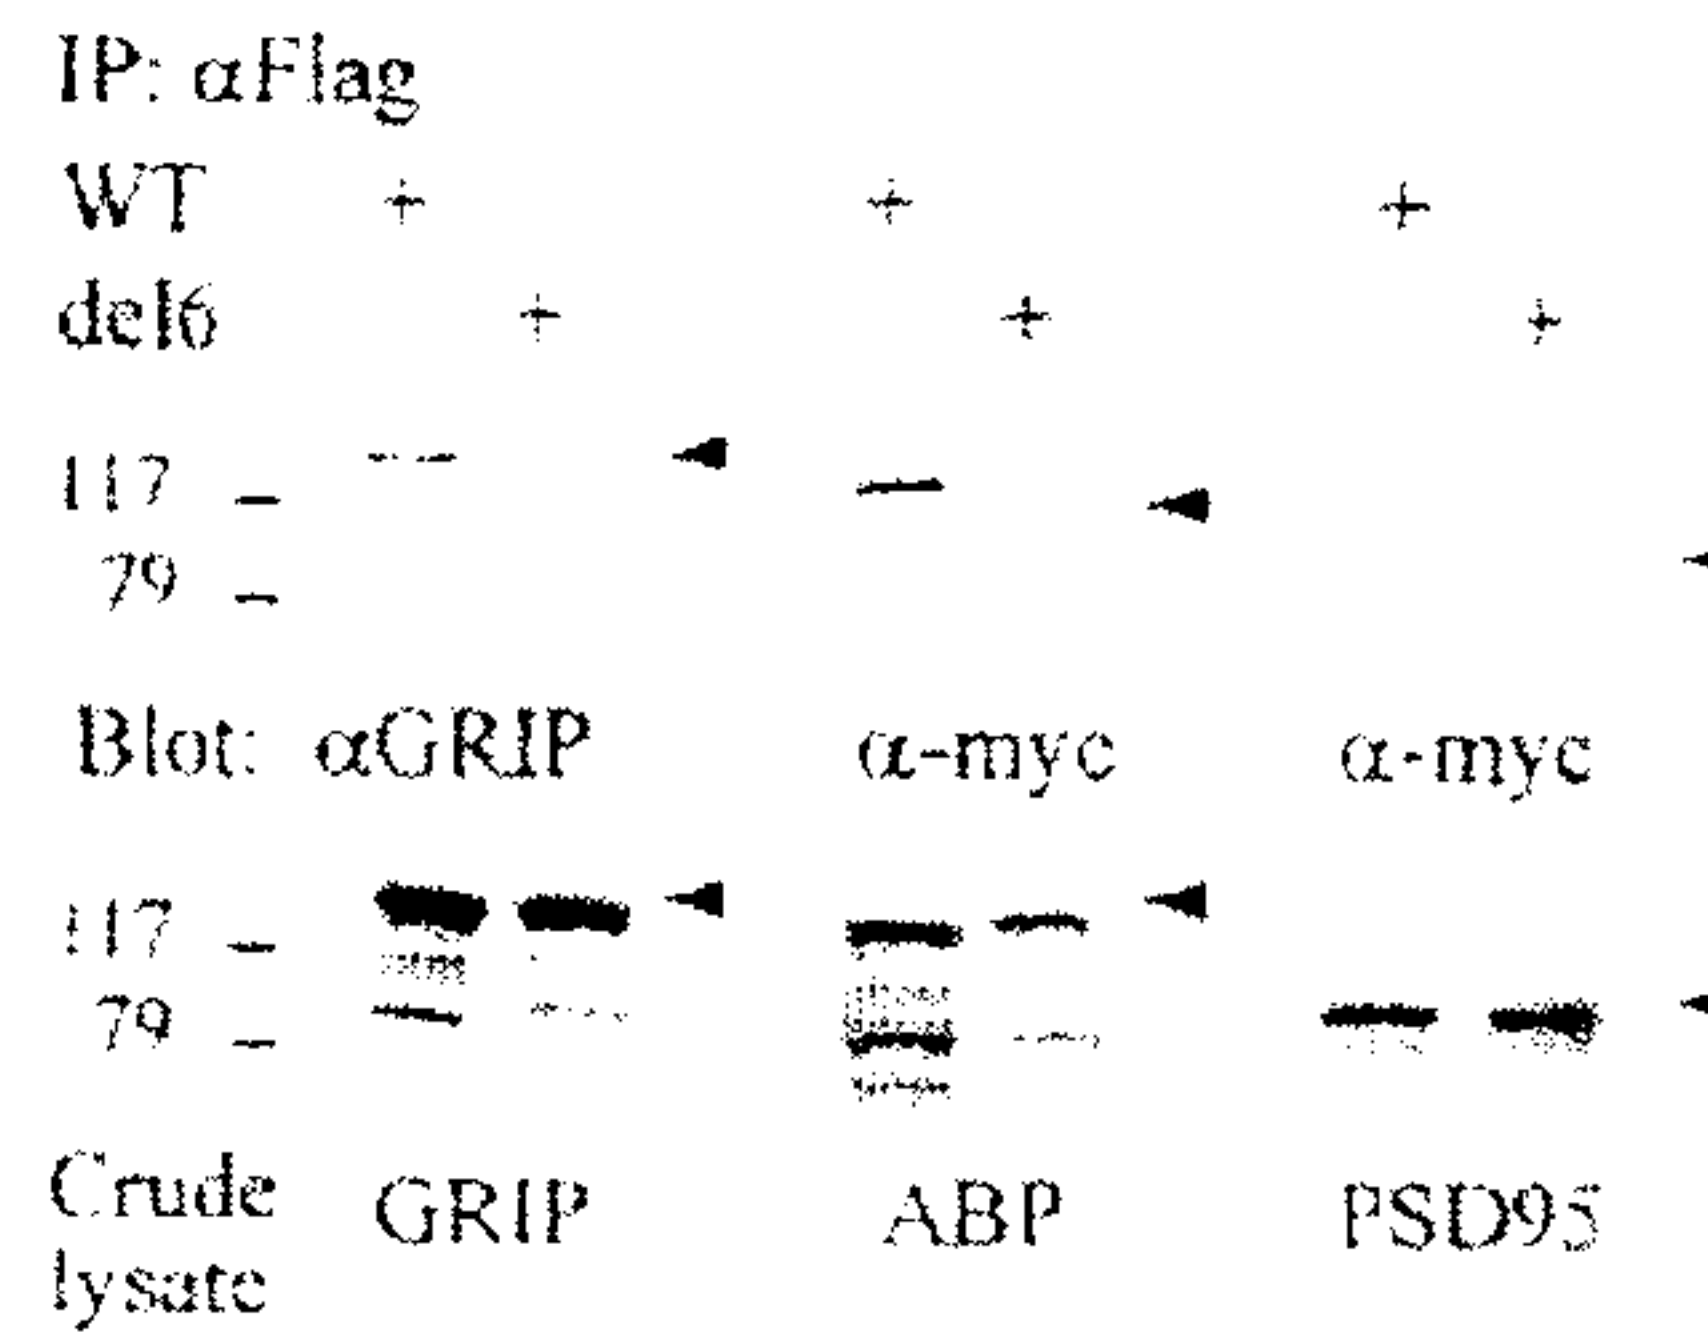 IP: αFlag
WT + + +
del6 + + +
117 –
79 –
Blot: αGRIP α-myc α-myc
117 –
79 –
Crude lysate GRIP ABP PSD95